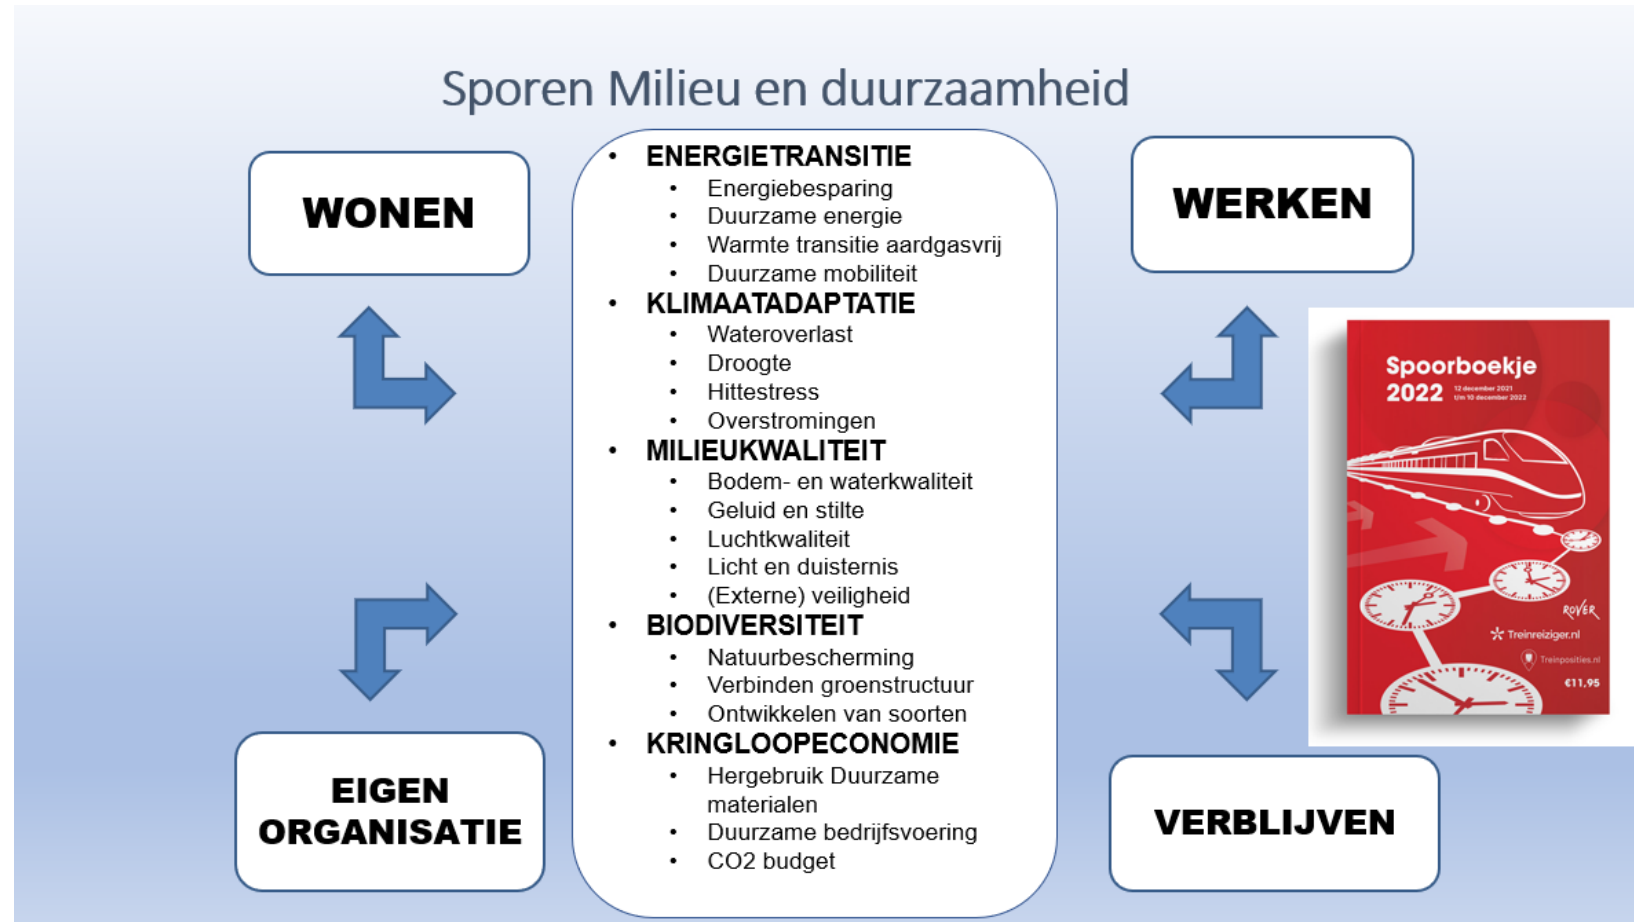 Sporen Milieu en duurzaamheid
WONEN
WERKEN
• ENERGIETRANSITIE
• Energiebesparing
• Duurzame energie
• Warmte transitie aardgasvrij
• Duurzame mobiliteit
• KLIMAATADAPTATIE
• Wateroverlast
• Droogte
• Hittestress
• Overstromingen
• MILIEUKWALITEIT
• Bodem- en waterkwaliteit
• Geluid en stilte
• Luchtkwaliteit
• Licht en duisternis
• (Externe) veiligheid
• BIODIVERSITEIT
• Natuurbescherming
• Verbinden groenstructuur
• Ontwikkelen van soorten
• KRINGLOOPECONOMIE
• Hergebruik Duurzame
materialen
• Duurzame bedrijfsvoering
• CO2 budget
EIGEN
ORGANISATIE
VERBLIJVEN
Spoorboekje
2022
12 december 2021
t/m 10 december 2022
ROVER
Treinreiziger.nl
Treinposities.nl
€11,95